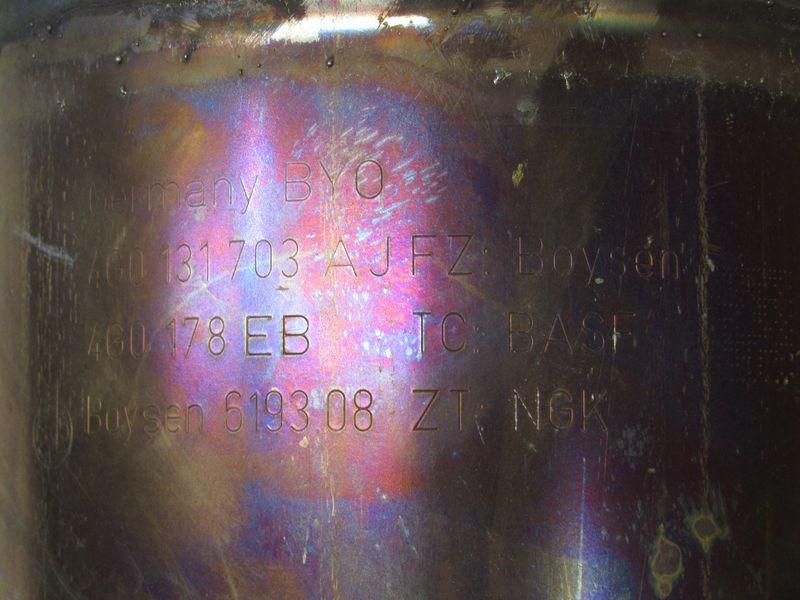 Germany BYO
4G0 131 703 AJ FZ: Boysen
4G0 178 EB TC: BASF
Boysen 6193 08 ZT: NGK